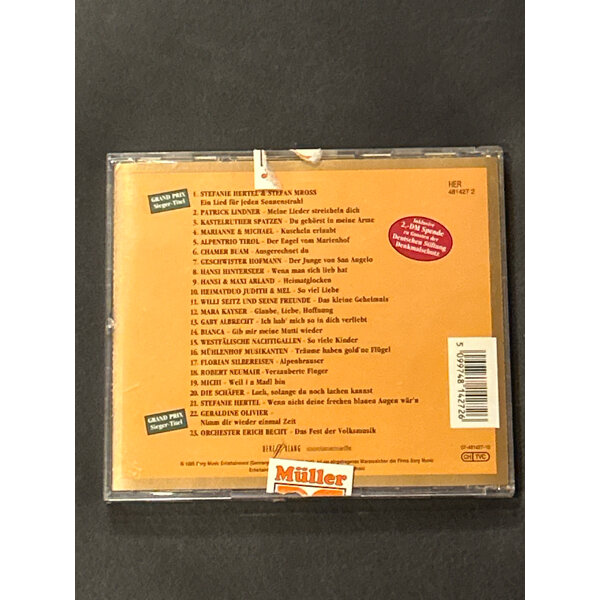 GRAND PRIX
Sieger-Titel
1. STEFANIE HERTEL & STEFAN MROSS
Ein Lied für jeden Sonnenstrahl
2. PATRICK LINDNER - Meine Lieder streicheln dich
3. KASTELRUTHER SPATZEN - Du gehörst in meine Arme
4. MARIANNE & MICHAEL - Kuscheln erlaubt
5. ALPENTRIO TIROL - Der Engel vom Marienhof
6. CHAMER BUAM - Ausgerechnet du
7. GESCHWISTER HOFMANN - Der Junge von San Angelo
8. HANSI HINTERSEER - Wenn man sich lieb hat
9. HANSI & MAXI ARLAND - Heimatglocken
10. HEIMATDUO JUDITH & MEL - So viel Liebe
11. WILLI SEITZ UND SEINE FREUNDE - Das kleine Geheimnis
12. MARA KAYSER - Glaube, Liebe, Hoffnung
13. GABY ALBRECHT - Ich hab' mich so in dich verliebt
14. BIANCA - Gib mir meine Mutti wieder
15. WESTFÄLISCHE NACHTIGALLEN - So viele Kinder
16. MÜHLENHOF MUSIKANTEN - Träume haben gold'ne Flügel
17. FLORIAN SILBEREISEN - Alpenbrauser
18. ROBERT NEUMAIR - Verzauberte Finger
19. MICHI - Weil i a Madl bin
20. DIE SCHÄFER - Lach, solange du noch lachen kannst
21. STEFANIE HERTEL - Wenn nicht deine frechen blauen Augen wär'n
GRAND PRIX
Sieger-Titel
22. GERALDINE OLIVIER -
Nimm dir wieder einmal Zeit
23. ORCHESTER ERICH BECHT - Das Fest der Volksmusik
HER
481427 2
Inklusive
2,-DM Spende
zu Gunsten der
Deutschen Stiftung
Denkmalschutz
5 099748 142726
07-481427-10
CH TVC
Müller